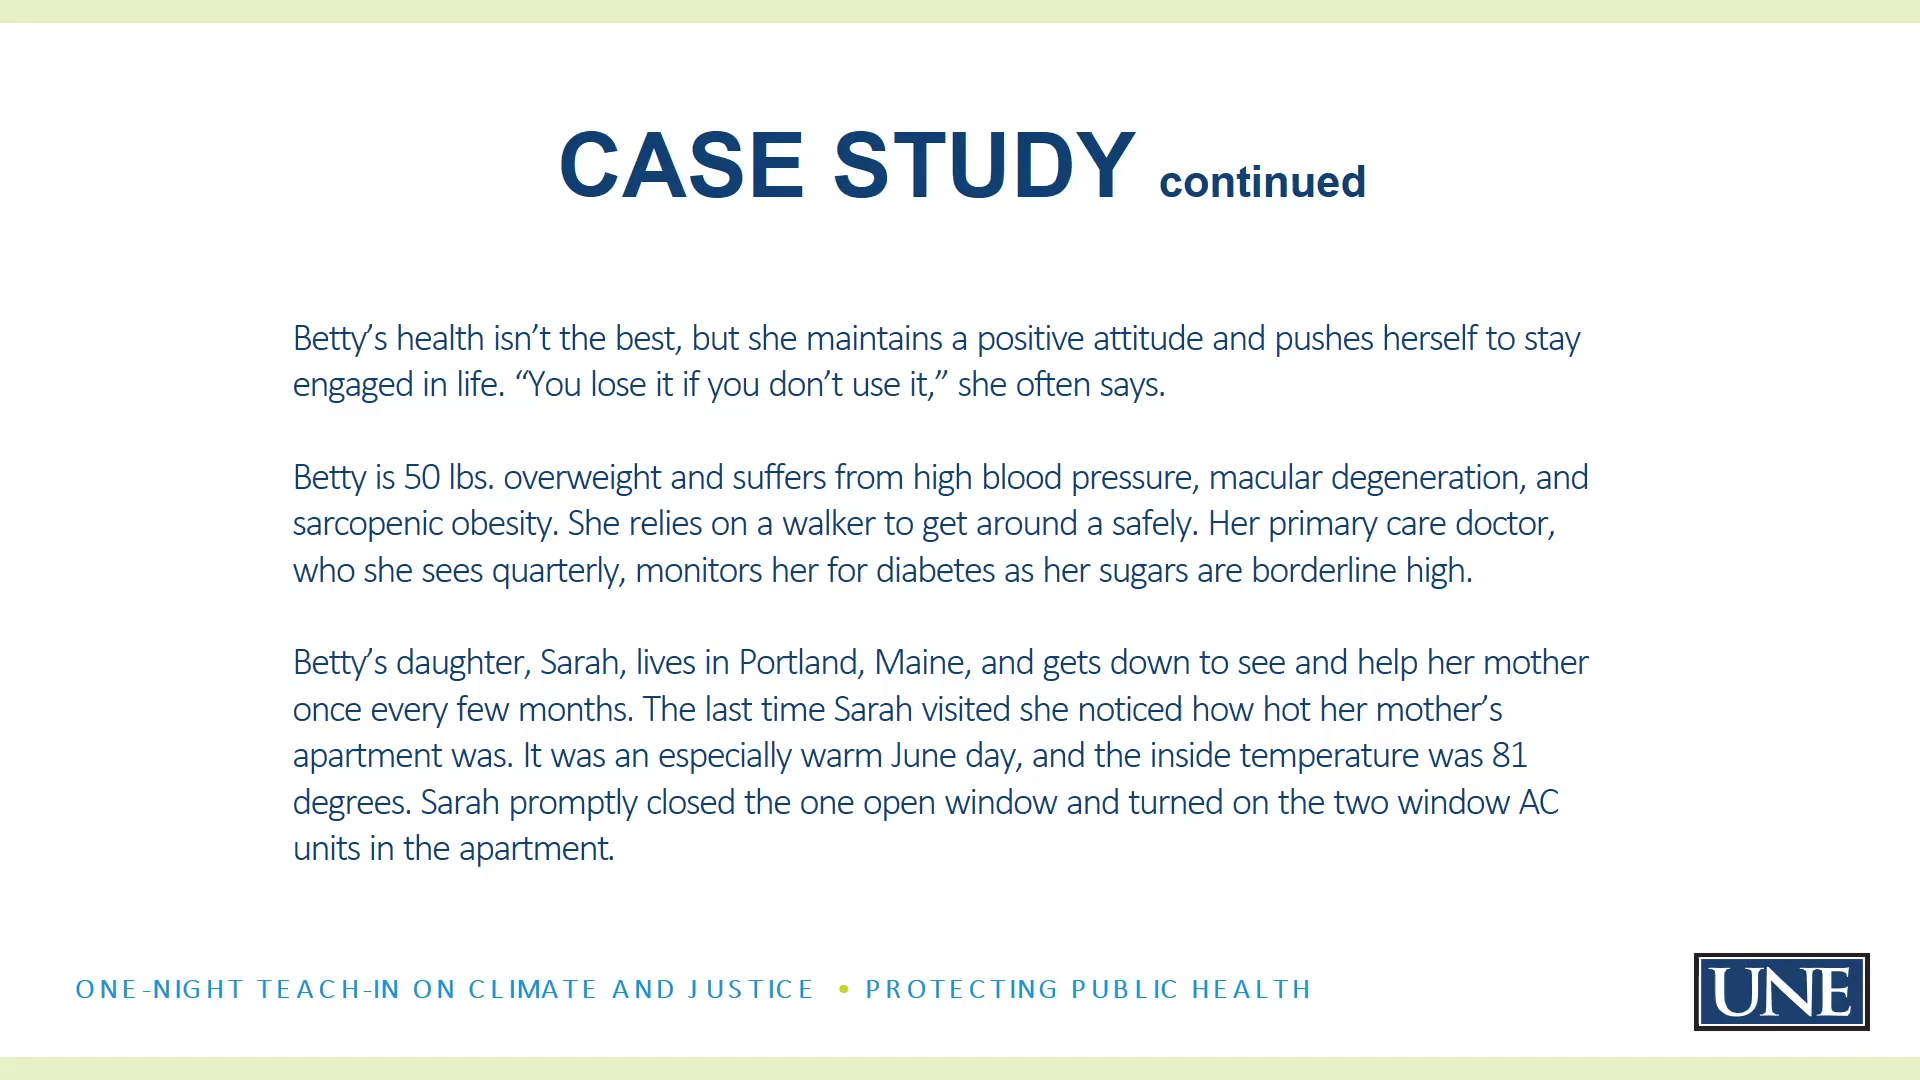 CASE STUDY continued
Betty’s health isn’t the best, but she maintains a positive attitude and pushes herself to stay
engaged in life. “You lose it if you don’t use it,” she often says.
Betty is 50 lbs. overweight and suffers from high blood pressure, macular degeneration, and
sarcopenic obesity. She relies on a walker to get around a safely. Her primary care doctor,
who she sees quarterly, monitors her for diabetes as her sugars are borderline high.
Betty’s daughter, Sarah, lives in Portland, Maine, and gets down to see and help her mother
once every few months. The last time Sarah visited she noticed how hot her mother’s
apartment was. It was an especially warm June day, and the inside temperature was 81
degrees. Sarah promptly closed the one open window and turned on the two window AC
units in the apartment.
ONE-NIGHT TEACH-IN ON CLIMATE AND JUSTICE • PROTECTING PUBLIC HEALTH
UNE